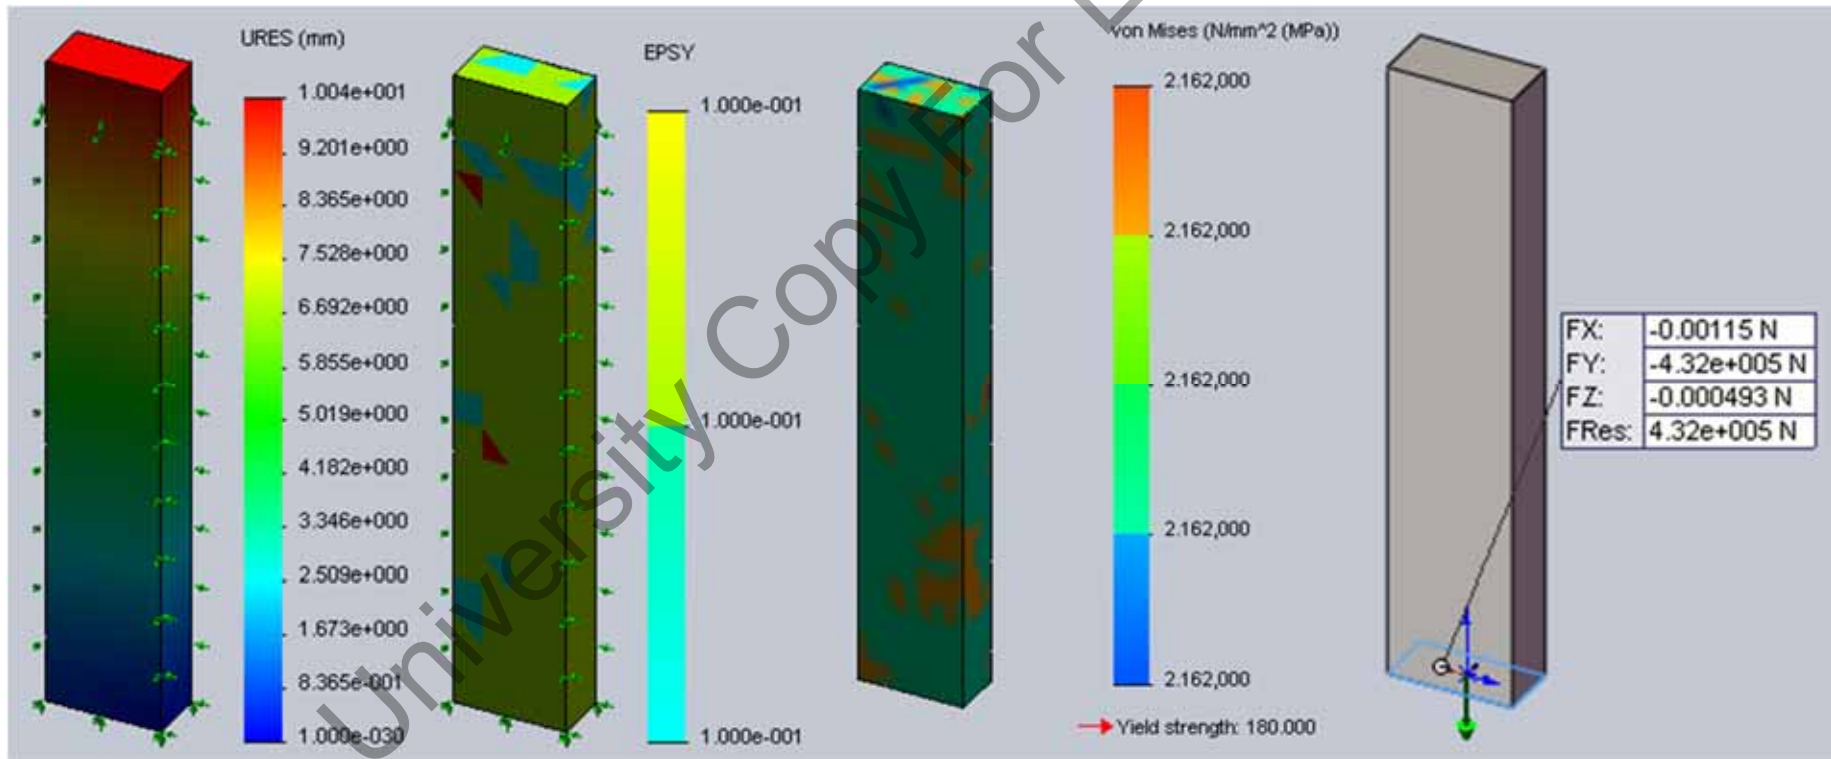 URES (mm)
1.004e+001
9.201e+000
8.365e+000
7.528e+000
6.692e+000
5.855e+000
5.019e+000
4.182e+000
3.346e+000
2.509e+000
1.673e+000
8.365e-001
1.000e-030
EPSY
1.000e-001
1.000e-001
1.000e-001
von Mises (N/mm^2 (MPa))
2.162,000
2.162,000
2.162,000
2.162,000
2.162,000
Yield strength: 180.000
FX: -0.00115 N
FY: -4.32e+005 N
FZ: -0.000493 N
FRes: 4.32e+005 N
University Copy For